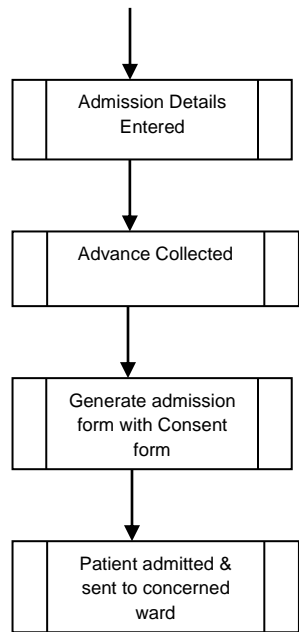 Admission Details
Entered
Advance Collected
Generate admission
form with Consent
form
Patient admitted &
sent to concerned
ward